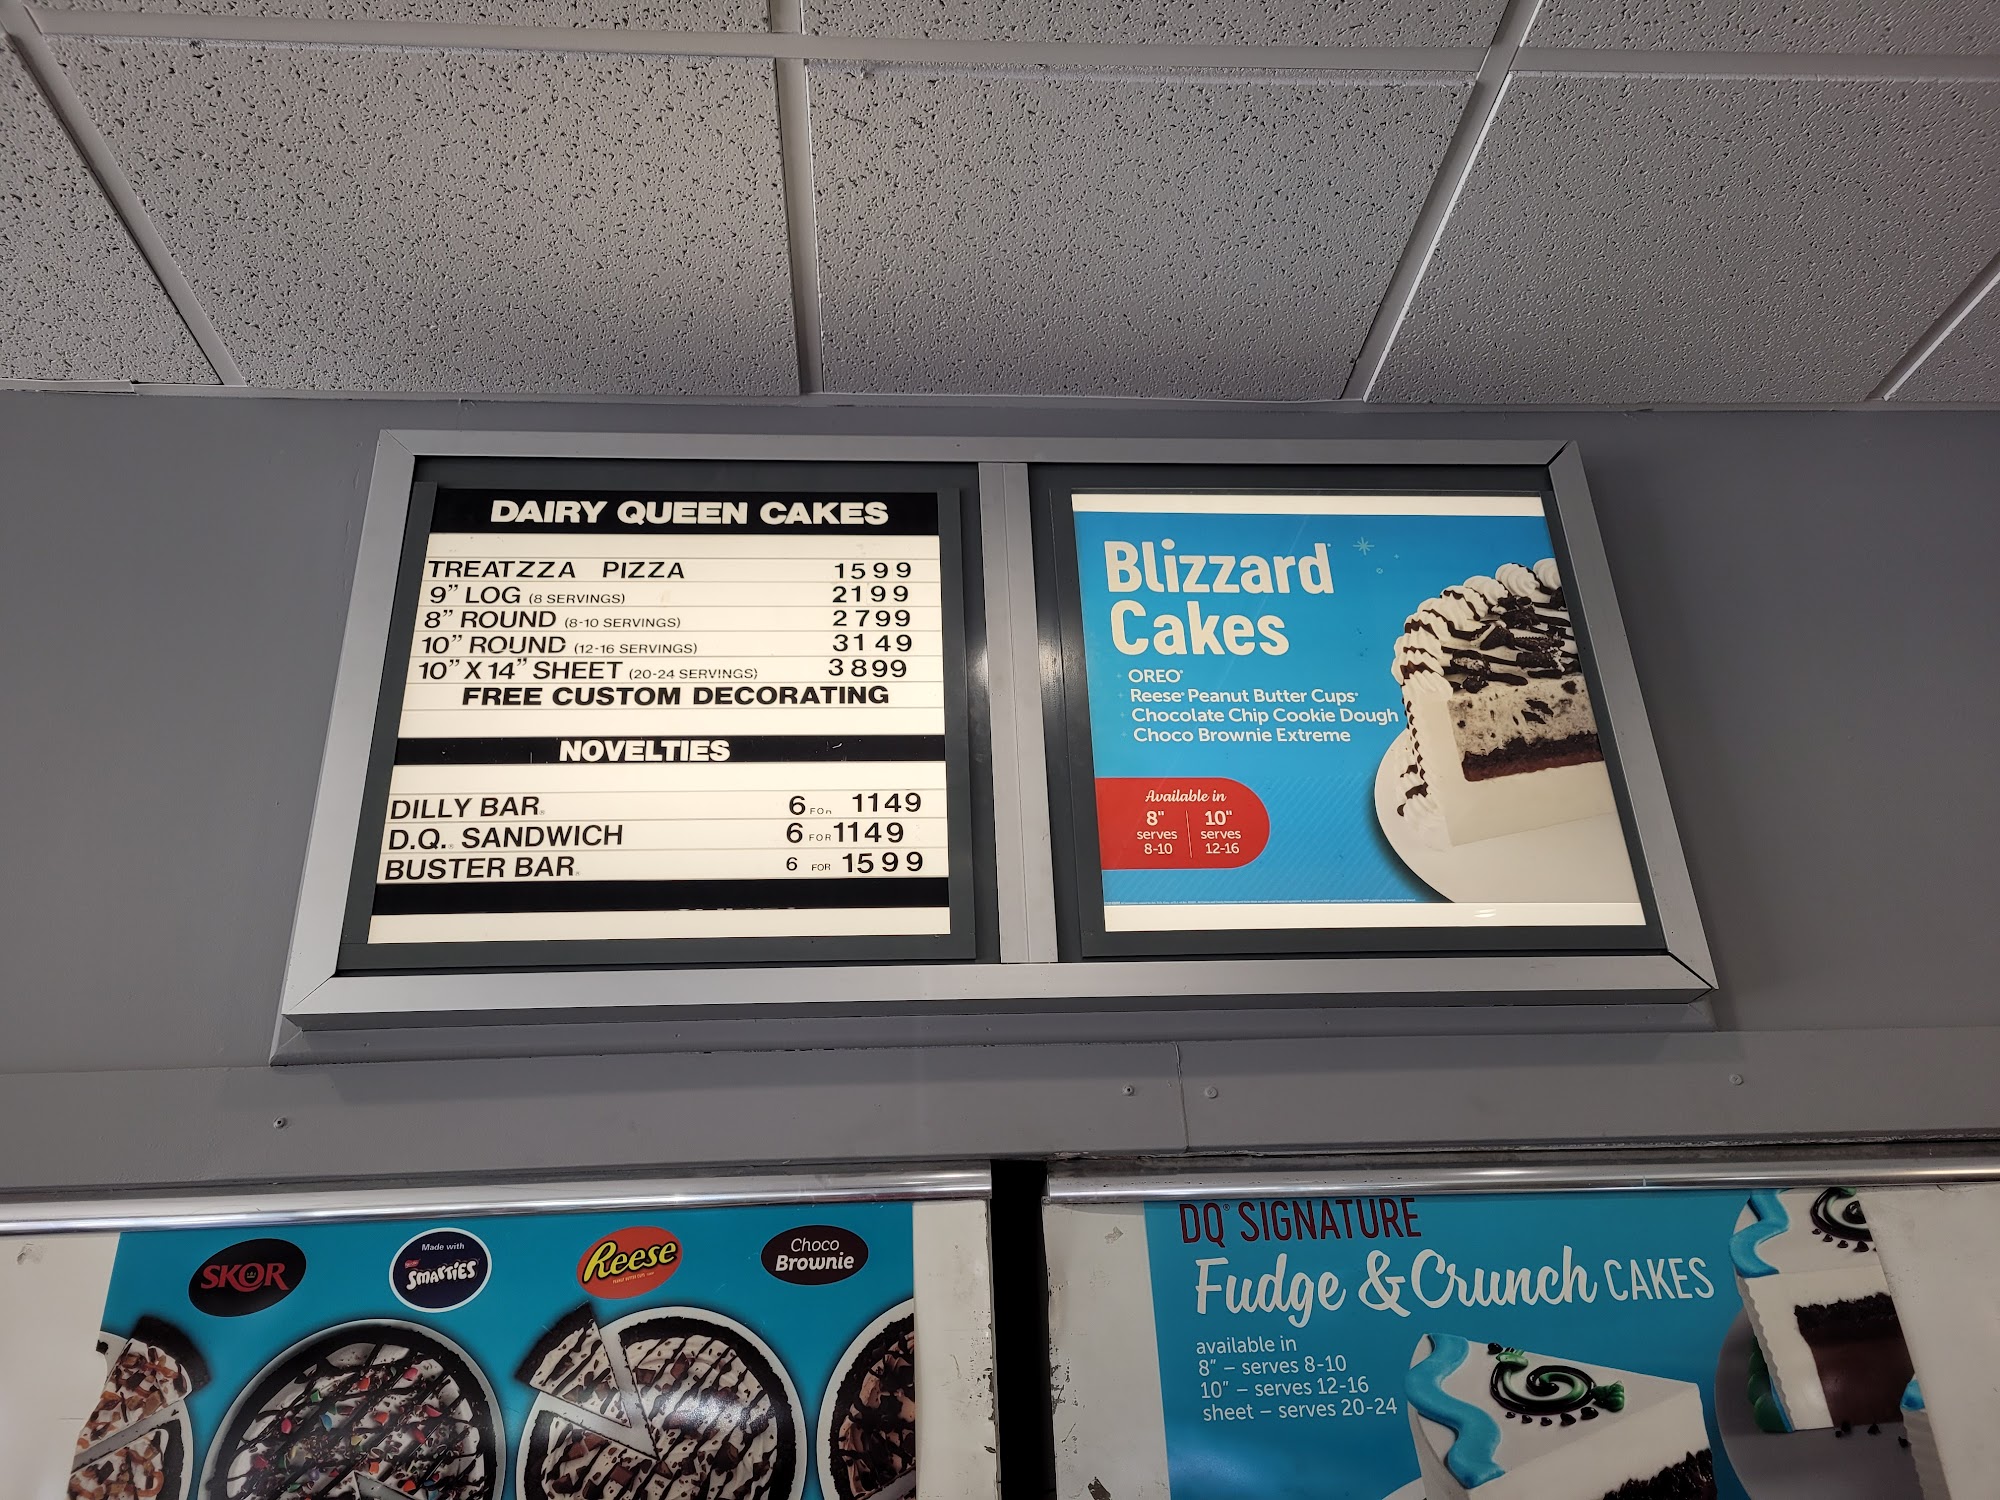 DAIRY QUEEN CAKES
TREATZZA PIZZA 1599
9" LOG (8 SERVINGS) 2199
8" ROUND (8-10 SERVINGS) 2799
10" ROUND (12-16 SERVINGS) 3149
10" X 14" SHEET (20-24 SERVINGS) 3899
FREE CUSTOM DECORATING
NOVELTIES
DILLY BAR® 6 FOR 1149
D.Q.® SANDWICH 6 FOR 1149
BUSTER BAR® 6 FOR 1599
Blizzard®
Cakes
OREO®
Reese® Peanut Butter Cups®
Chocolate Chip Cookie Dough
Choco Brownie Extreme
Available in
8" 10"
serves serves
8-10 12-16
SKOR
Made with
SMARTIES
Reese
PEANUT BUTTER CUPS
Choco
Brownie
DQ® SIGNATURE
Fudge & Crunch CAKES
available in
8" – serves 8-10
10" – serves 12-16
sheet – serves 20-24